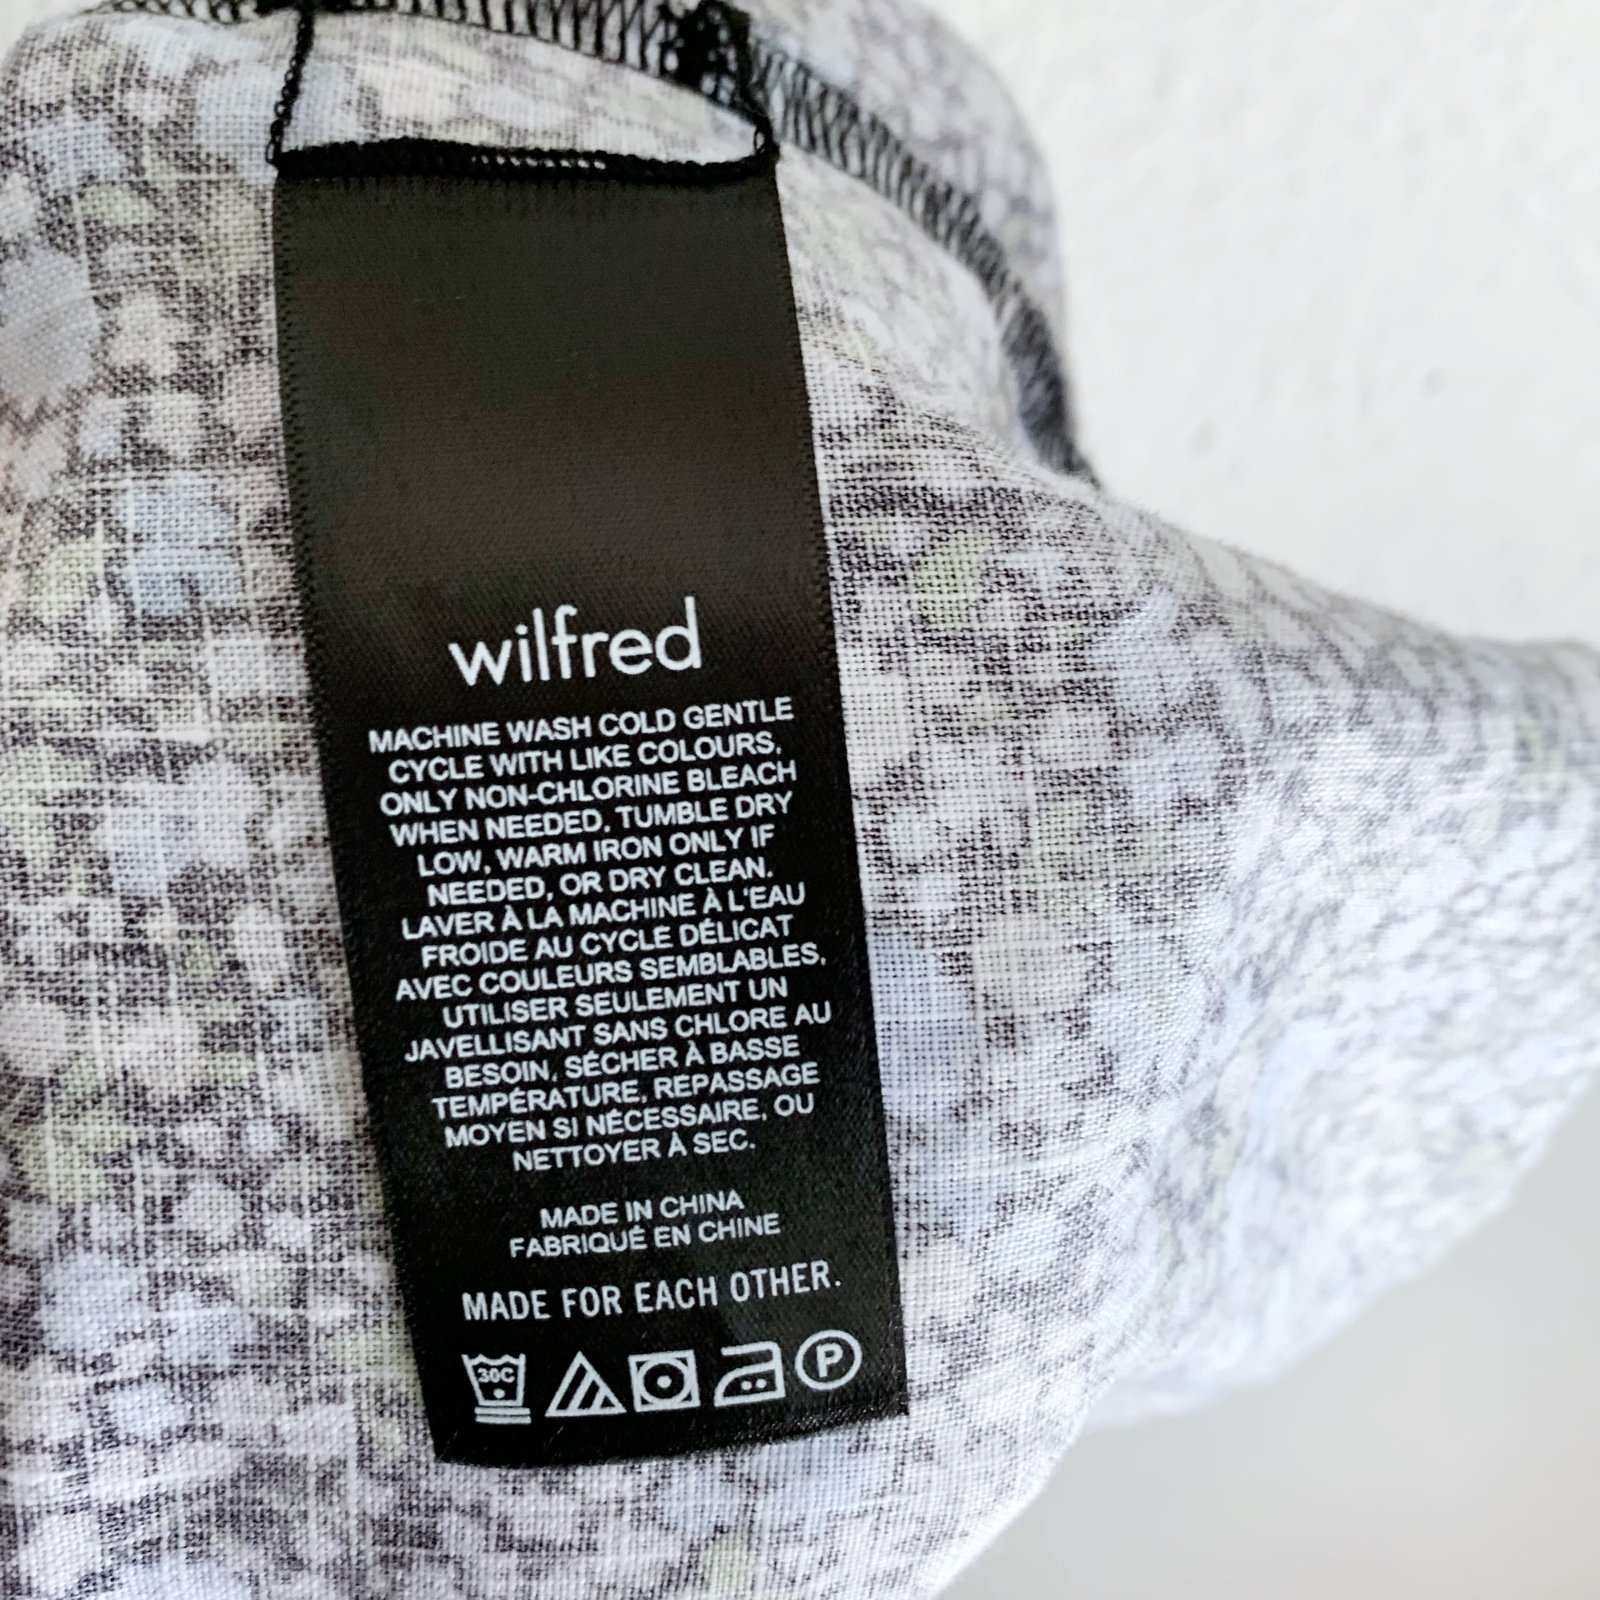 wilfred
MACHINE WASH COLD GENTLE
CYCLE WITH LIKE COLOURS,
ONLY NON-CHLORINE BLEACH
WHEN NEEDED, TUMBLE DRY
LOW, WARM IRON ONLY IF
NEEDED, OR DRY CLEAN.
LAVER À LA MACHINE À L'EAU
FROIDE AU CYCLE DÉLICAT
AVEC COULEURS SEMBLABLES,
UTILISER SEULEMENT UN
JAVELLISANT SANS CHLORE AU
BESOIN, SÉCHER À BASSE
TEMPÉRATURE, REPASSAGE
MOYEN SI NÉCESSAIRE, OU
NETTOYER À SEC.
MADE IN CHINA
FABRIQUÉ EN CHINE
MADE FOR EACH OTHER.
30C P